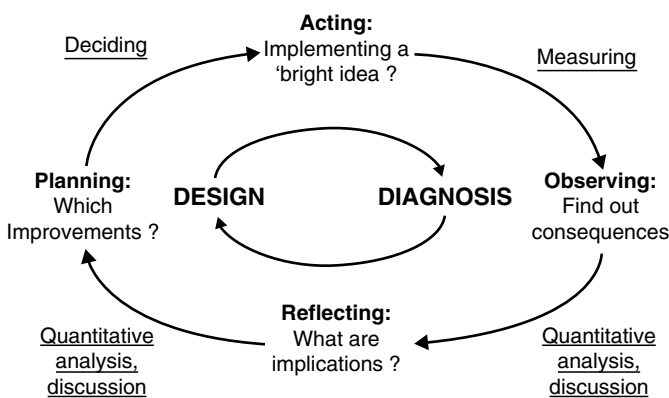 Acting:
Implementing a
‘bright idea ?
Deciding
Measuring
Planning:
Which
Improvements ?
DESIGN
DIAGNOSIS
Observing:
Find out
consequences
Reflecting:
What are
implications ?
Quantitative
analysis,
discussion
Quantitative
analysis,
discussion